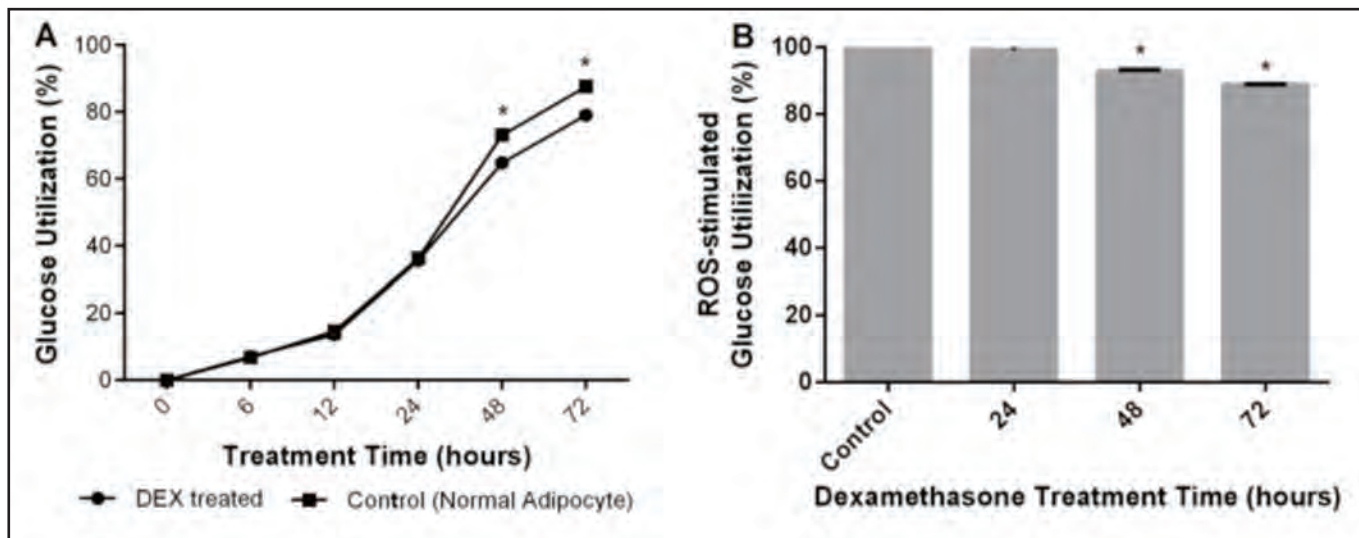 A
Glucose Utilization (%)
100
80
60
40
20
0
*
*
0
6
12
24
48
72
Treatment Time (hours)
DEX treated
Control (Normal Adipocyte)
B
ROS-stimulated
Glucose Utiliization (%)
100
80
60
40
20
0
*
*
Control
24
48
72
Dexamethasone Treatment Time (hours)